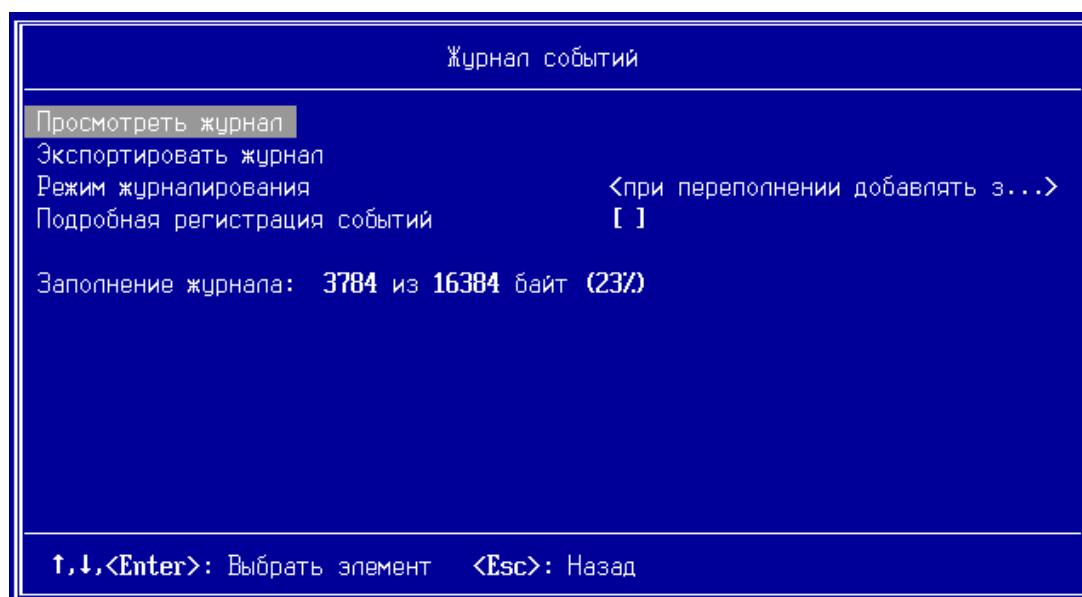 Журнал событий
Просмотреть журнал
Экспортировать журнал
Режим журналирования <при переполнении добавлять з...>
Подробная регистрация событий [ ]
Заполнение журнала: 3784 из 16384 байт (23%)
↑,↓,<Enter>: Выбрать элемент <Esc>: Назад